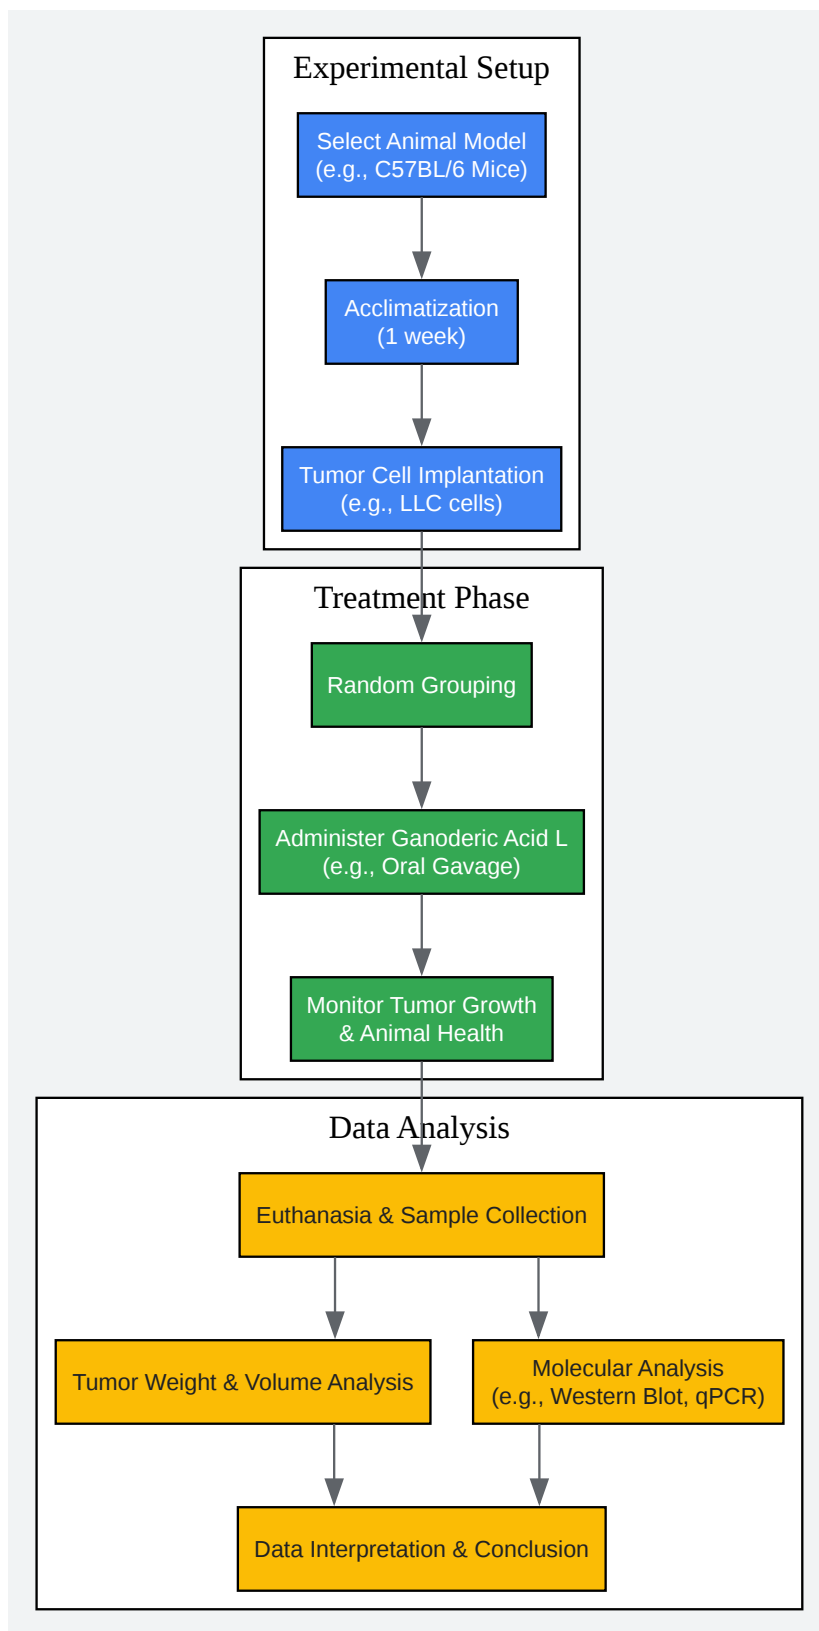 Experimental Setup
Select Animal Model
(e.g., C57BL/6 Mice)
Acclimatization
(1 week)
Tumor Cell Implantation
(e.g., LLC cells)
Treatment Phase
Random Grouping
Administer Ganoderic Acid L
(e.g., Oral Gavage)
Monitor Tumor Growth
& Animal Health
Data Analysis
Euthanasia & Sample Collection
Tumor Weight & Volume Analysis
Molecular Analysis
(e.g., Western Blot, qPCR)
Data Interpretation & Conclusion